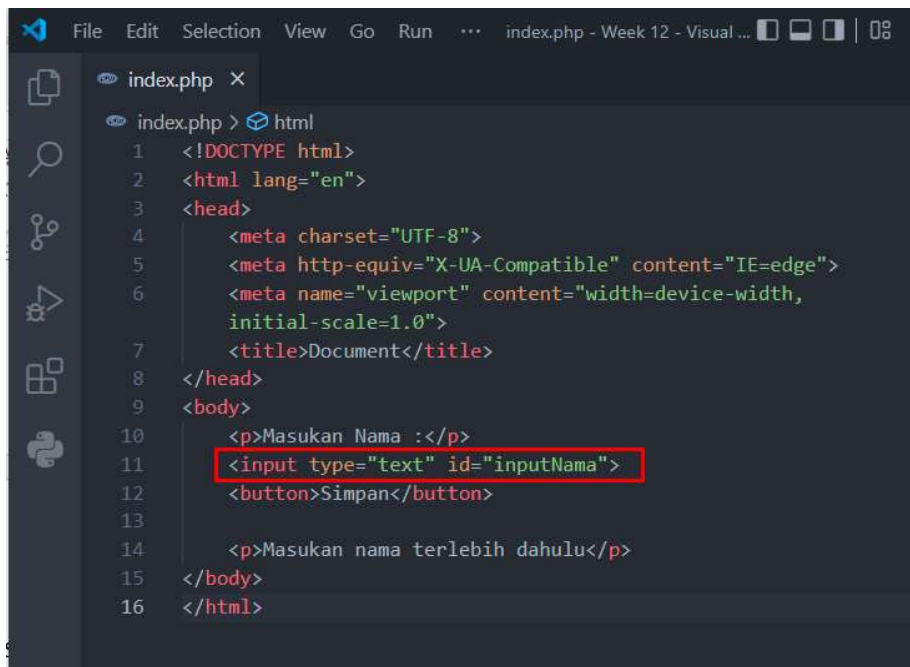 File Edit Selection View Go Run ··· index.php - Week 12 - Visual ...
index.php ×
index.php > html
1 <!DOCTYPE html>
2 <html lang="en">
3 <head>
4 <meta charset="UTF-8">
5 <meta http-equiv="X-UA-Compatible" content="IE=edge">
6 <meta name="viewport" content="width=device-width,
initial-scale=1.0">
7 <title>Document</title>
8 </head>
9 <body>
10 <p>Masukan Nama :</p>
11 <input type="text" id="inputNama">
12 <button>Simpan</button>
13
14 <p>Masukan nama terlebih dahulu</p>
15 </body>
16 </html>